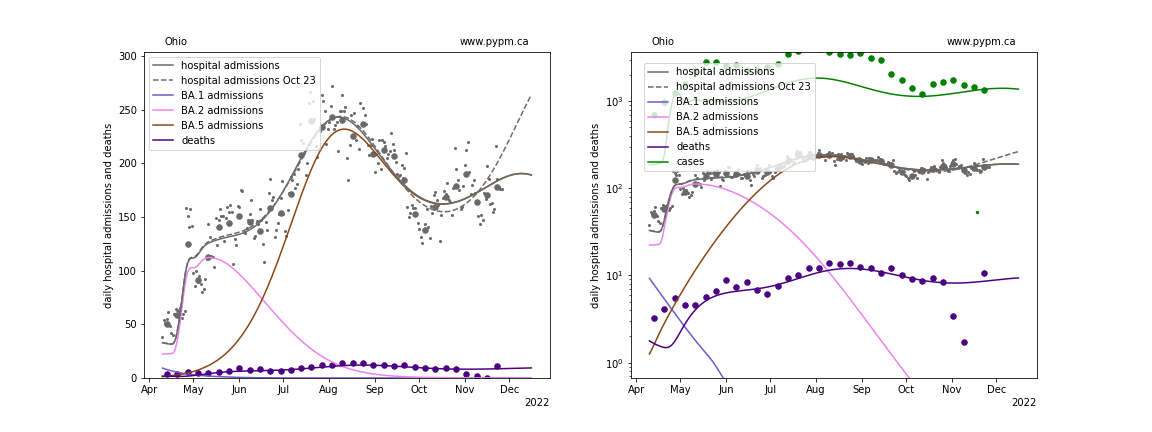 Ohio www.pypm.ca
300
250
200
150
100
50
0
daily hospital admissions and deaths
hospital admissions
hospital admissions Oct 23
BA.1 admissions
BA.2 admissions
BA.5 admissions
deaths
Apr May Jun Jul Aug Sep Oct Nov Dec
2022
Ohio www.pypm.ca
10³
10²
10¹
10⁰
daily hospital admissions and deaths
hospital admissions
hospital admissions Oct 23
BA.1 admissions
BA.2 admissions
BA.5 admissions
deaths
cases
Apr May Jun Jul Aug Sep Oct Nov Dec
2022